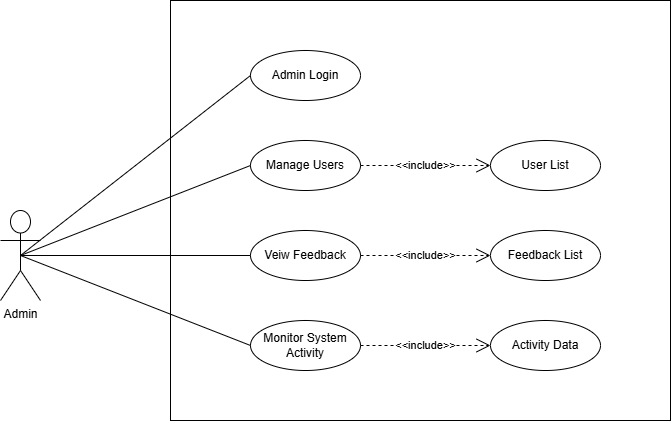 Admin Login
Manage Users
<<include>>
User List
Veiw Feedback
<<include>>
Feedback List
Admin
Monitor System
Activity
<<include>>
Activity Data